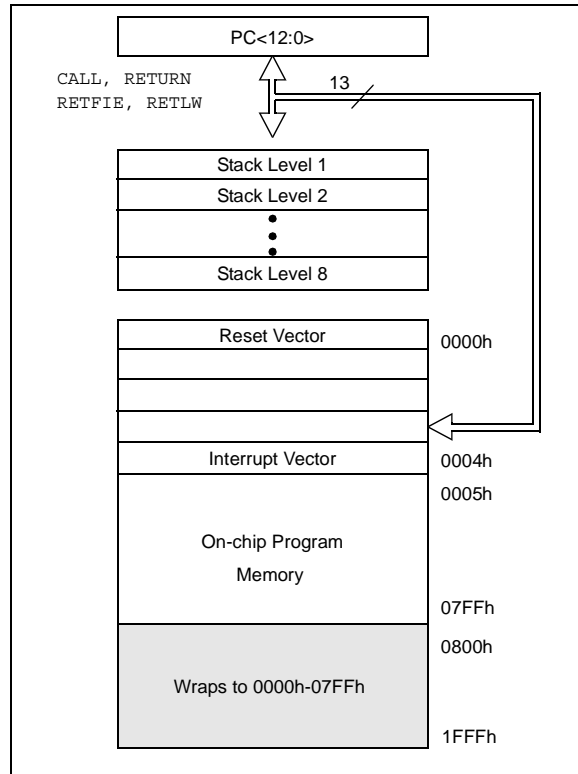 PC<12:0>
CALL, RETURN
RETFIE, RETLW
13
Stack Level 1
Stack Level 2
Stack Level 8
Reset Vector
0000h
Interrupt Vector
0004h
0005h
On-chip Program
Memory
07FFh
0800h
Wraps to 0000h-07FFh
1FFFh